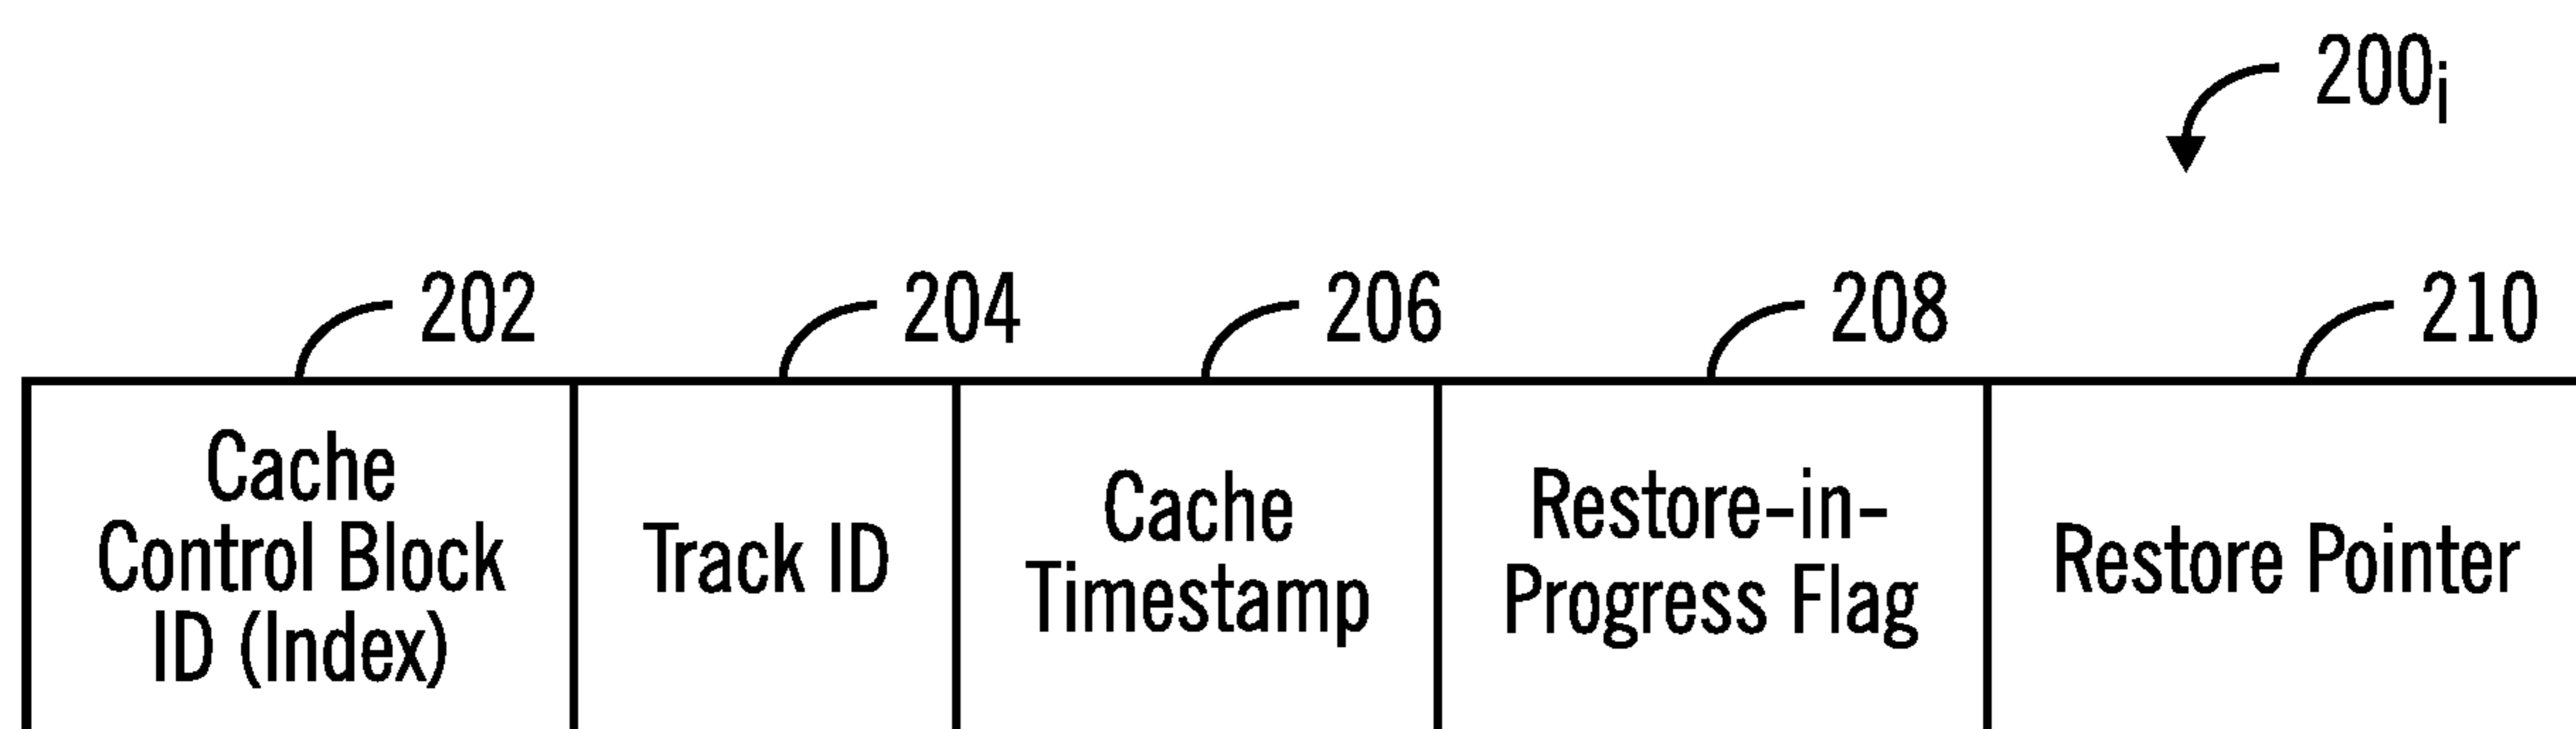 200i
202
204
206
208
210
Cache
Control Block
ID (Index)
Track ID
Cache
Timestamp
Restore-in-
Progress Flag
Restore Pointer